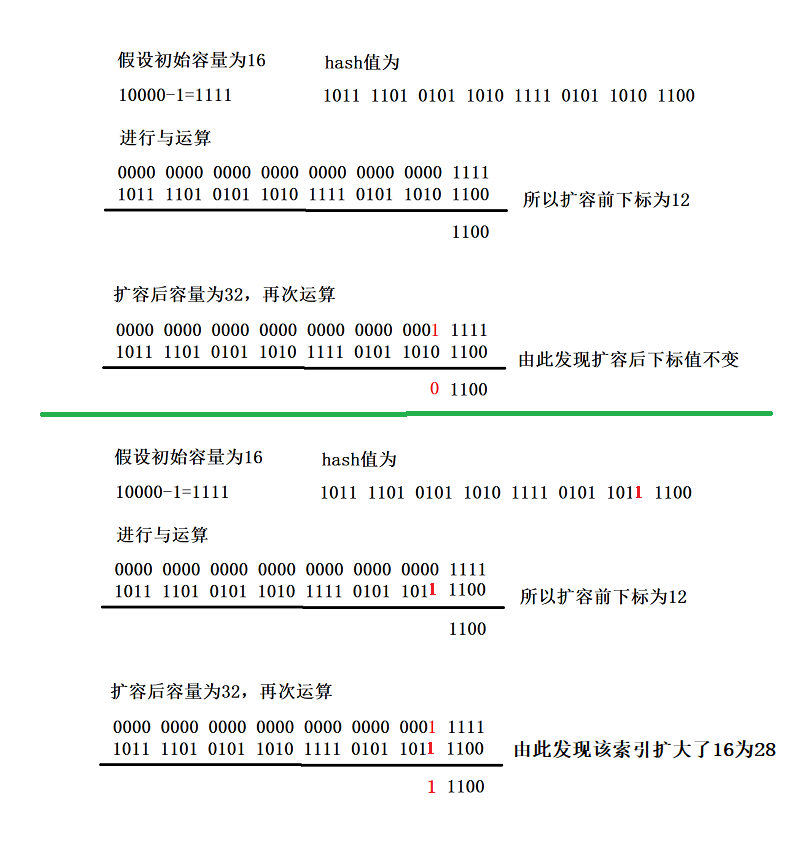 假设初始容量为16 hash值为
10000-1=1111 1011 1101 0101 1010 1111 0101 1010 1100
进行与运算
0000 0000 0000 0000 0000 0000 0000 1111
1011 1101 0101 1010 1111 0101 1010 1100
所以扩容前下标为12
1100
扩容后容量为32，再次运算
0000 0000 0000 0000 0000 0000 0001 1111
1011 1101 0101 1010 1111 0101 1010 1100
由此发现扩容后下标值不变
0 1100
假设初始容量为16 hash值为
10000-1=1111 1011 1101 0101 1010 1111 0101 1011 1100
进行与运算
0000 0000 0000 0000 0000 0000 0000 1111
1011 1101 0101 1010 1111 0101 1011 1100
所以扩容前下标为12
1100
扩容后容量为32，再次运算
0000 0000 0000 0000 0000 0000 0001 1111
1011 1101 0101 1010 1111 0101 1011 1100
由此发现该索引扩大了16为28
1 1100